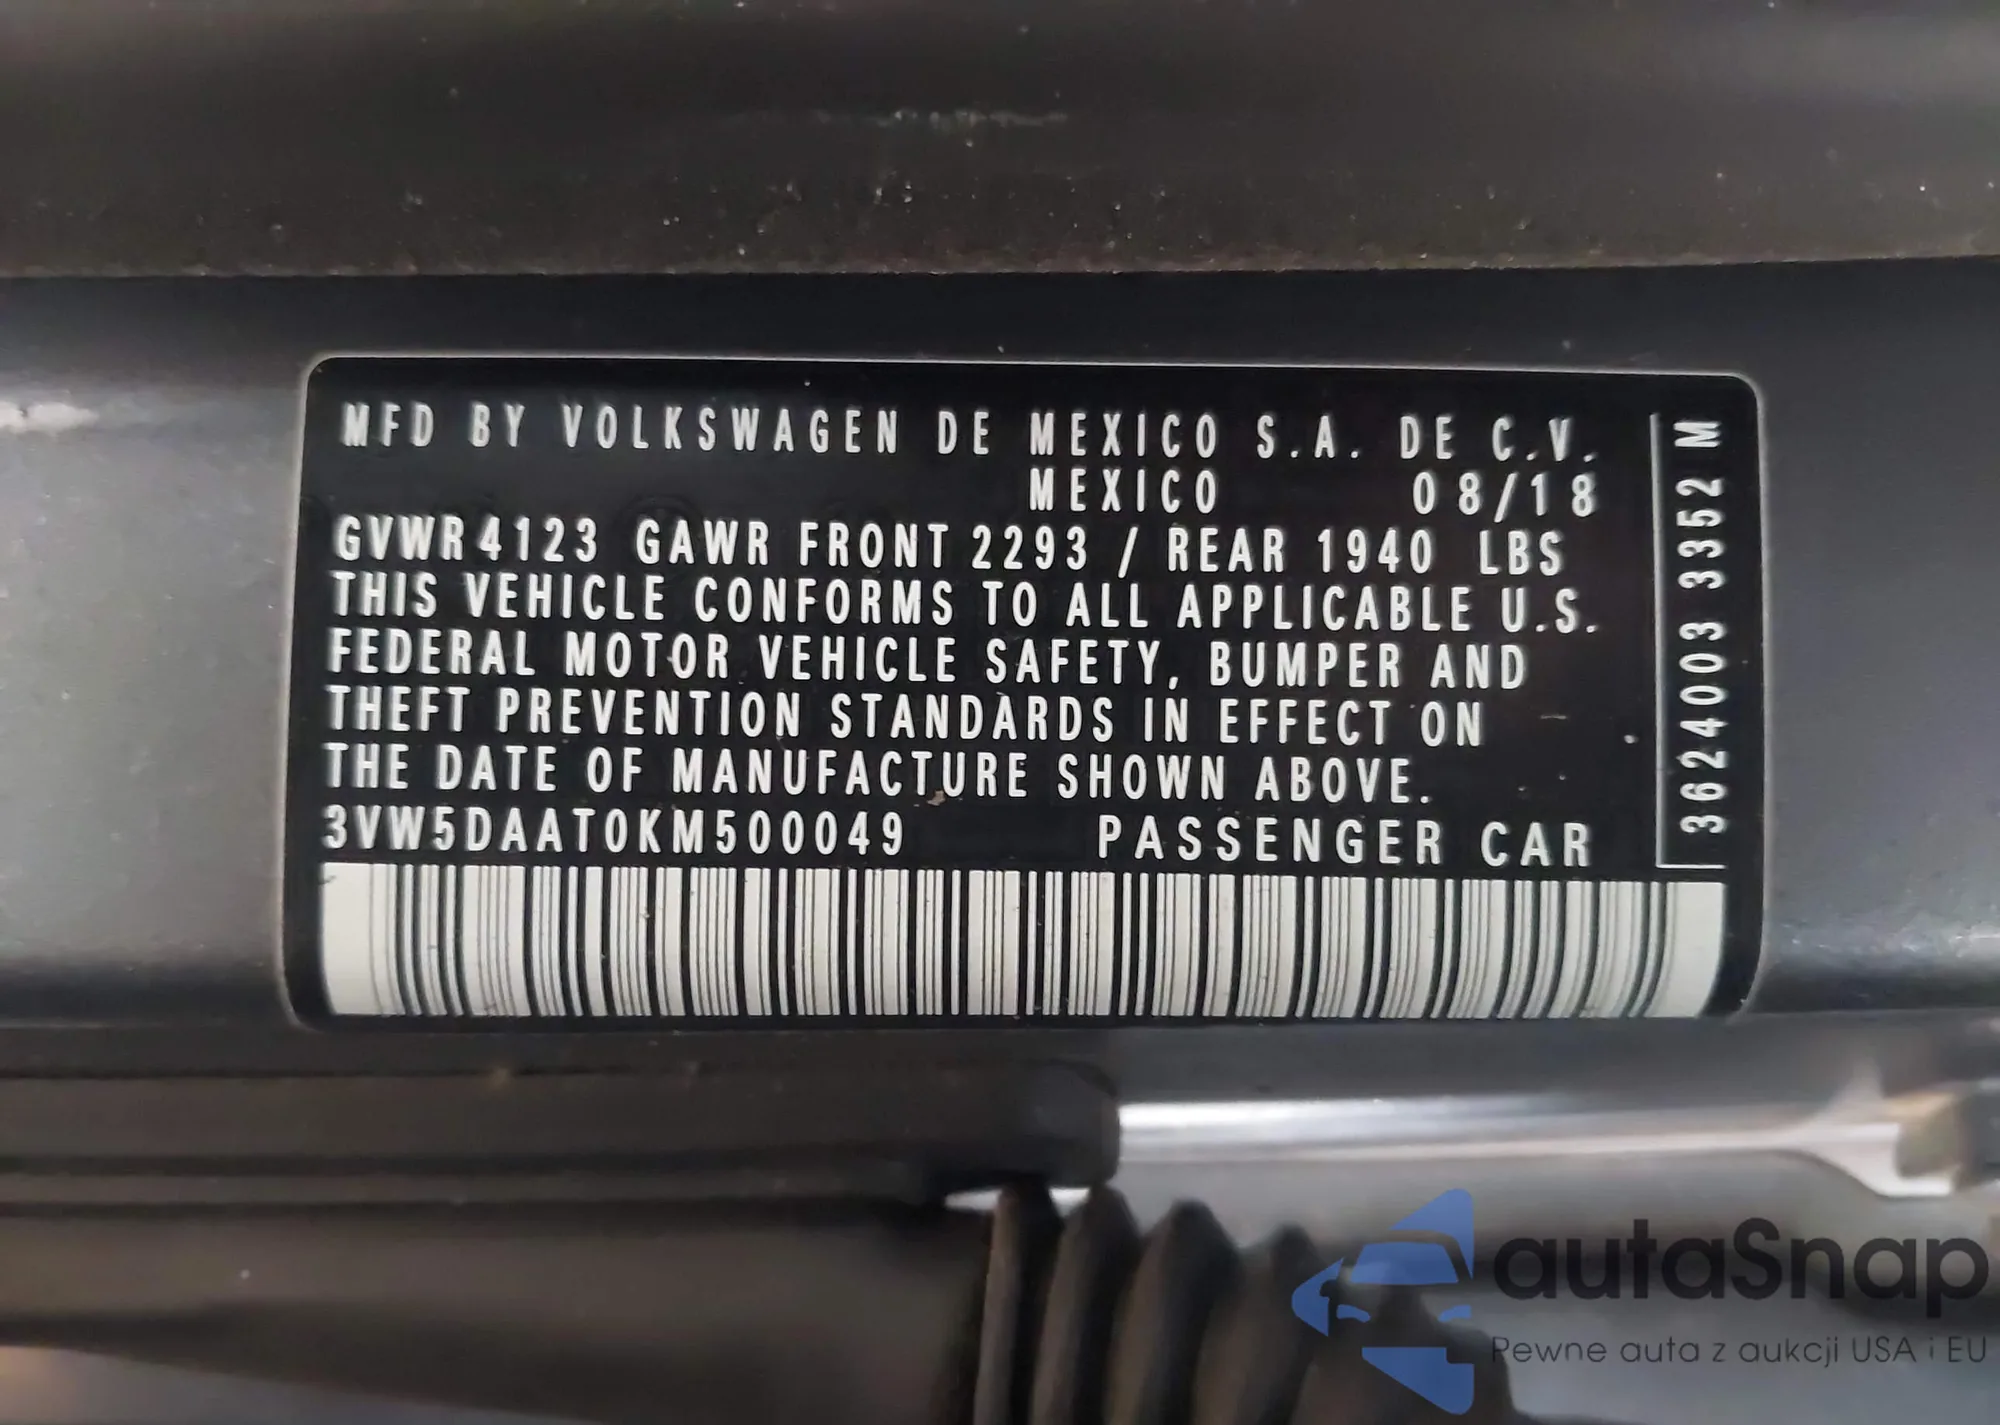 MFD BY VOLKSWAGEN DE MEXICO S.A. DE C.V.
MEXICO 08/18
GVWR 4123 GAWR FRONT 2293 / REAR 1940 LBS
THIS VEHICLE CONFORMS TO ALL APPLICABLE U.S.
FEDERAL MOTOR VEHICLE SAFETY, BUMPER AND
THEFT PREVENTION STANDARDS IN EFFECT ON
THE DATE OF MANUFACTURE SHOWN ABOVE.
3VW5DAAT0KM500049 PASSENGER CAR
3624003 3352 M
autaSnap
Pewne auta z aukcji USA i EU